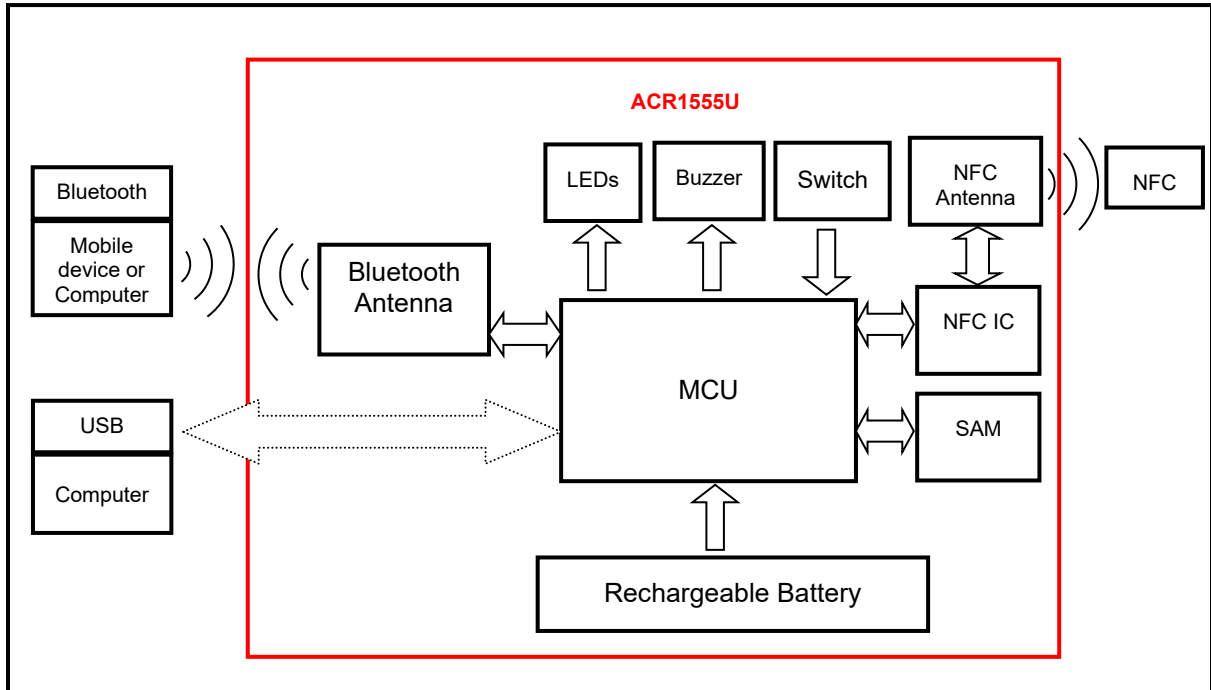 ACR1555U
LEDs
Buzzer
Switch
NFC
Antenna
NFC
Bluetooth
Mobile
device or
Computer
Bluetooth
Antenna
NFC IC
MCU
SAM
USB
Computer
Rechargeable Battery